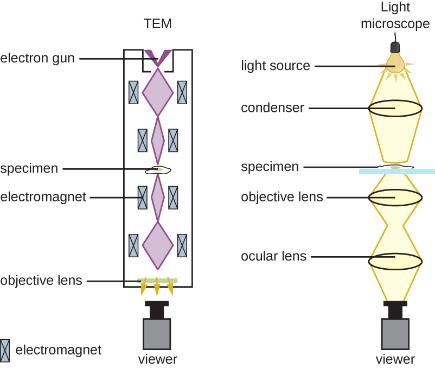 TEM
electron gun
specimen
electromagnet
objective lens
electromagnet
viewer
Light
microscope
light source
condenser
specimen
objective lens
ocular lens
viewer